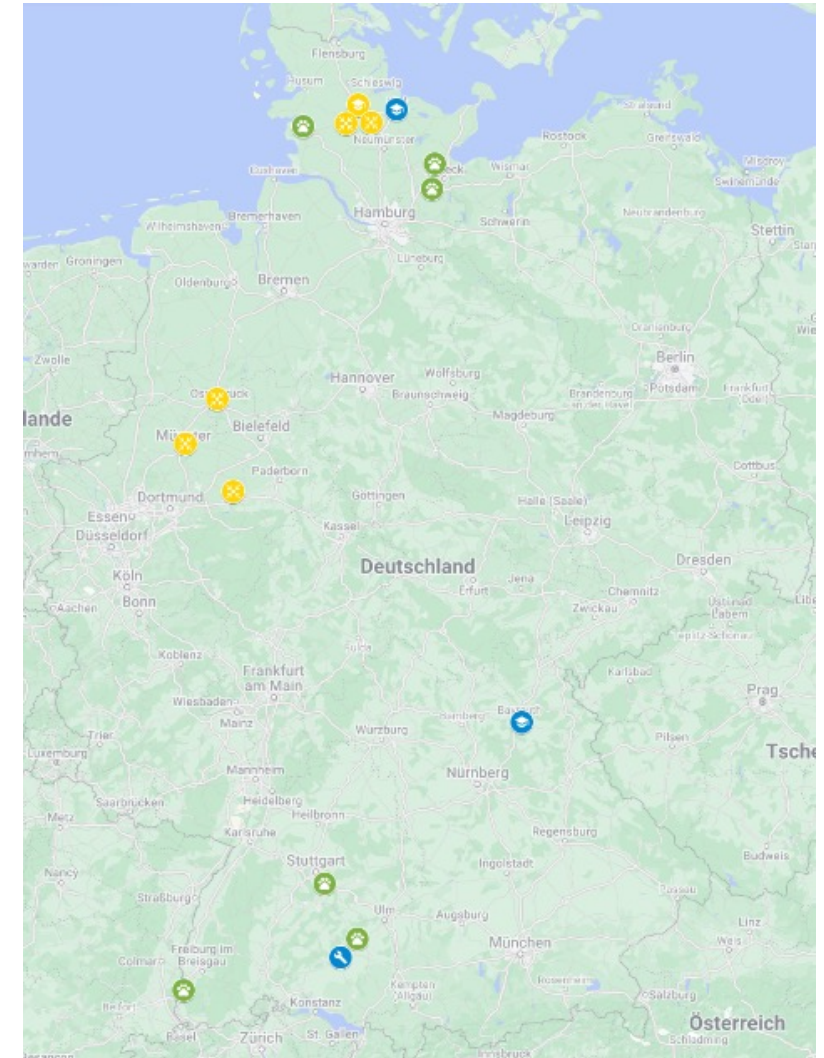 Flensburg
Husum
Schleswig
Stralsund
Neumünster
Rostock
Greifswald
Cuxhaven
Wismar
Misdroy
Swinemünde
Wilhelmshaven
Bremerhaven
Hamburg
Schwerin
Neubrandenburg
Stettin
Groningen
Lüneburg
Oldenburg
Bremen
Oranienburg
Zwolle
Berlin
Hannover
Wolfsburg
Potsdam
Braunschweig
Brandenburg
an der Havel
lande
Magdeburg
Bielefeld
Paderborn
Cottbus
Dortmund
Göttingen
Halle (Saale)
Essen
Leipzig
Düsseldorf
Kassel
Deutschland
Dresden
Köln
Jena
Erfurt
Chemnitz
Bonn
Aachen
Zwickau
Fulda
Koblenz
Karlsbad
Frankfurt
am Main
Prag
Wiesbaden
Mainz
Bamberg
Trier
Würzburg
Pilsen
Luxemburg
Tsche
Mannheim
Nürnberg
Saarbrücken
Heidelberg
Metz
Heilbronn
Karlsruhe
Regensburg
Stuttgart
Budweis
Nancy
Ingolstadt
Straßburg
Passau
Ulm
Augsburg
Linz
Wels
München
Freiburg im
Breisgau
Colmar
Kempten
(Allgäu)
Rosenheim
Salzburg
Konstanz
Belfort
Österreich
Basel
Zürich
St. Gallen
Schladming
Innsbruck